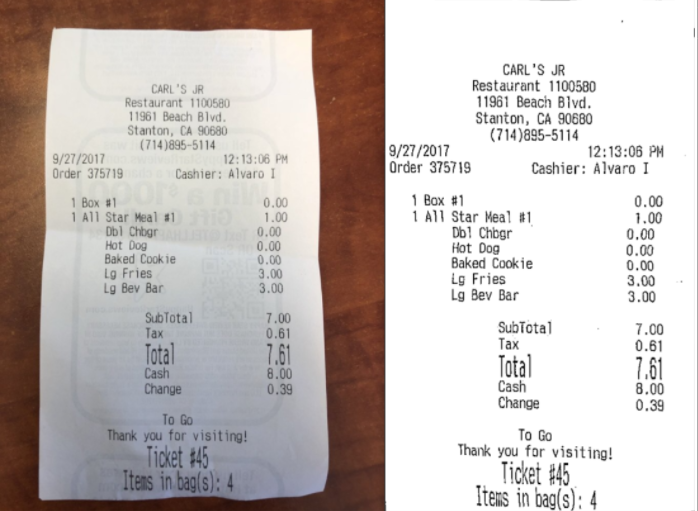 CARL'S JR
Restaurant 1100580
11961 Beach Blvd.
Stanton, CA 90680
(714)895-5114
9/27/2017 12:13:06 PM
Order 375719 Cashier: Alvaro I
1 Box #1 0.00
1 All Star Meal #1 1.00
Dbl Chbgr 0.00
Hot Dog 0.00
Baked Cookie 0.00
Lg Fries 3.00
Lg Bev Bar 3.00
SubTotal 7.00
Tax 0.61
Total 7.61
Cash 8.00
Change 0.39
To Go
Thank you for visiting!
Ticket #45
Items in bag(s): 4
CARL'S JR
Restaurant 1100580
11961 Beach Blvd.
Stanton, CA 90680
(714)895-5114
9/27/2017 12:13:06 PM
Order 375719 Cashier: Alvaro I
1 Box #1 0.00
1 All Star Meal #1 1.00
Dbl Chbgr 0.00
Hot Dog 0.00
Baked Cookie 0.00
Lg Fries 3.00
Lg Bev Bar 3.00
SubTotal 7.00
Tax 0.61
Total 7.61
Cash 8.00
Change 0.39
To Go
Thank you for visiting!
Ticket #45
Items in bag(s): 4